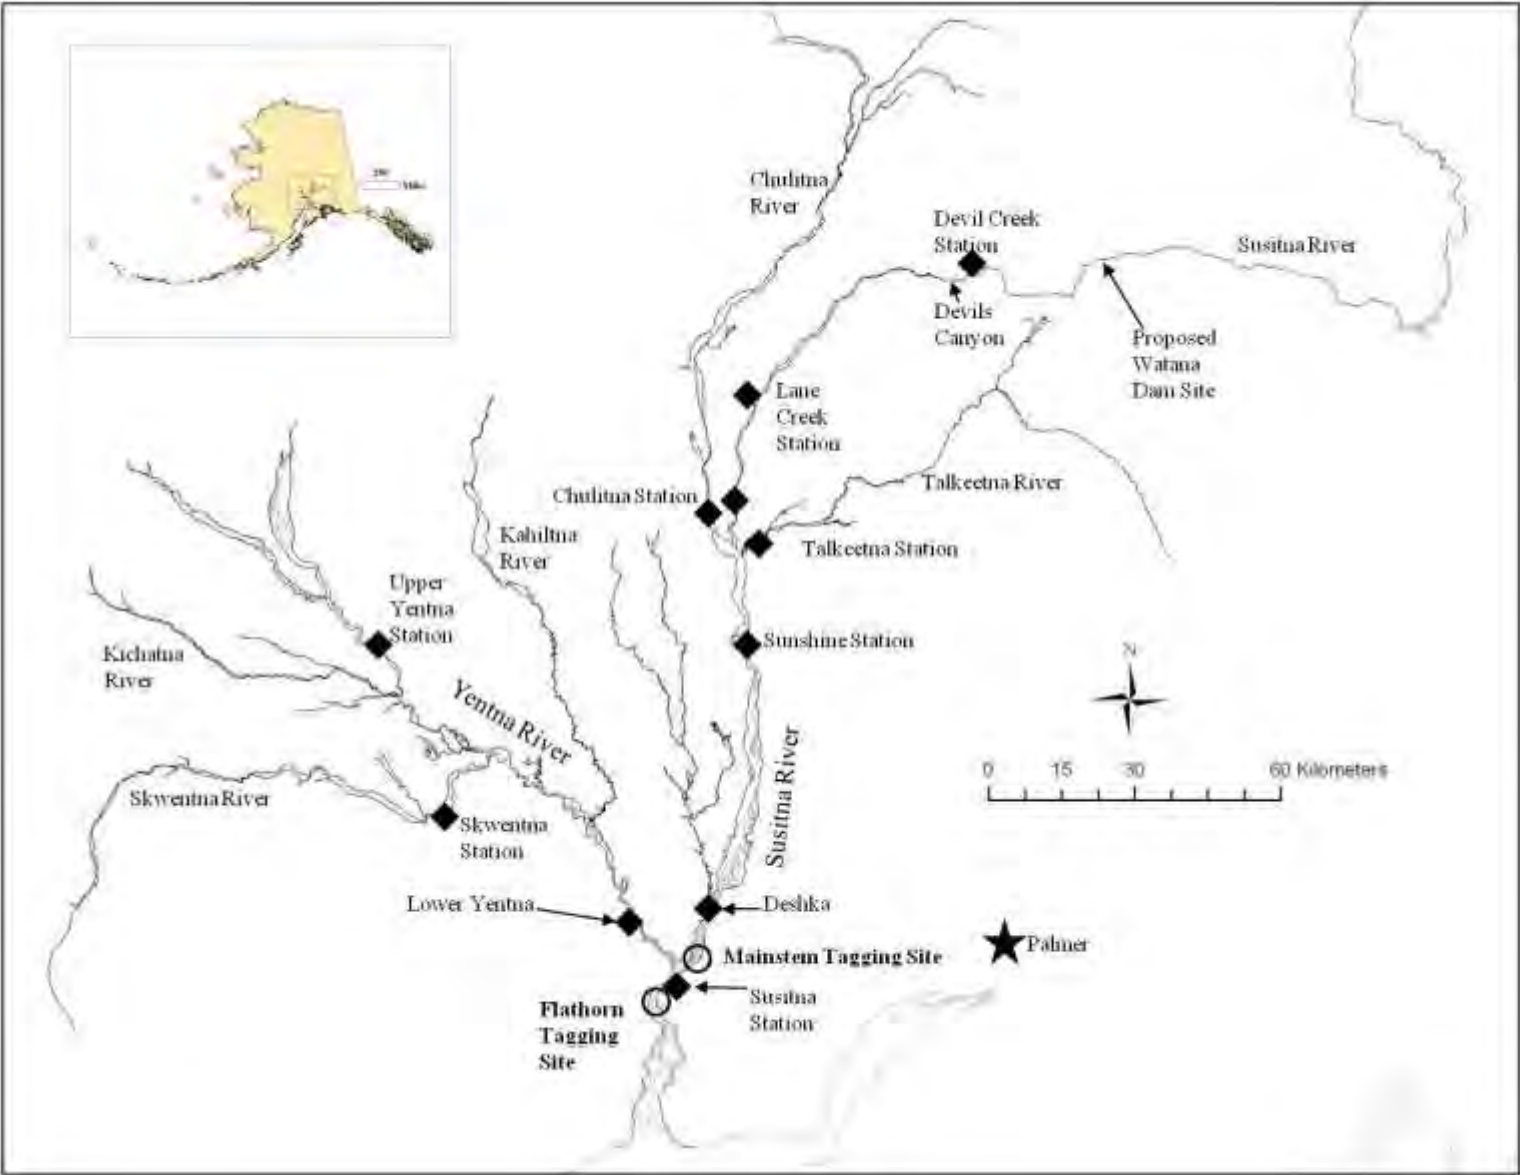 Chulitna
River
Devil Creek
Station
Susitna River
Devils
Canyon
Proposed
Watana
Dam Site
Lane
Creek
Station
Chulitna Station
Talkeetna River
Kahiltna
River
Talkeetna Station
Upper
Yentna
Station
Sunshine Station
Kichatna
River
N
Yentna River
Susitna River
0 15 30 60 Kilometers
Skwentna River
Skwentna
Station
Lower Yentna
Deshka
Palmer
Mainstem Tagging Site
Susitna
Station
Flathorn
Tagging
Site